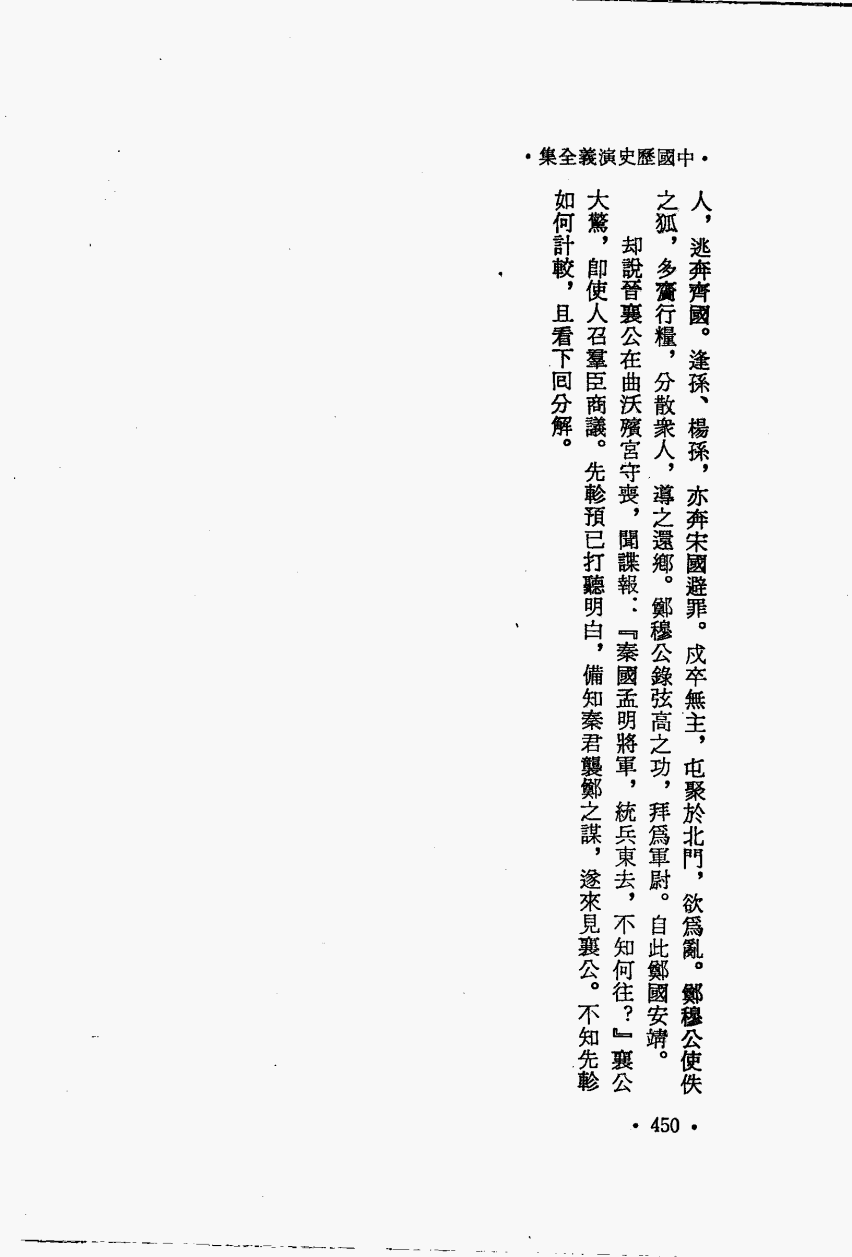 ·中國歷史演義全集·
人，逃奔齊國。逢孫、楊孫，亦奔宋國避罪。戍卒無主，屯聚於北門，欲爲亂。鄭穆公使佚
之狐，多齎行糧，分散衆人，導之還鄉。鄭穆公錄弦高之功，拜爲軍尉。自此鄭國安靖。
却說晉襄公在曲沃殯宮守喪，聞諜報：『秦國孟明將軍，統兵東去，不知何往？』襄公
大驚，即使人召羣臣商議。先軫預已打聽明白，備知秦君襲鄭之謀，遂來見襄公。不知先軫
如何計較，且看下回分解。
·450·